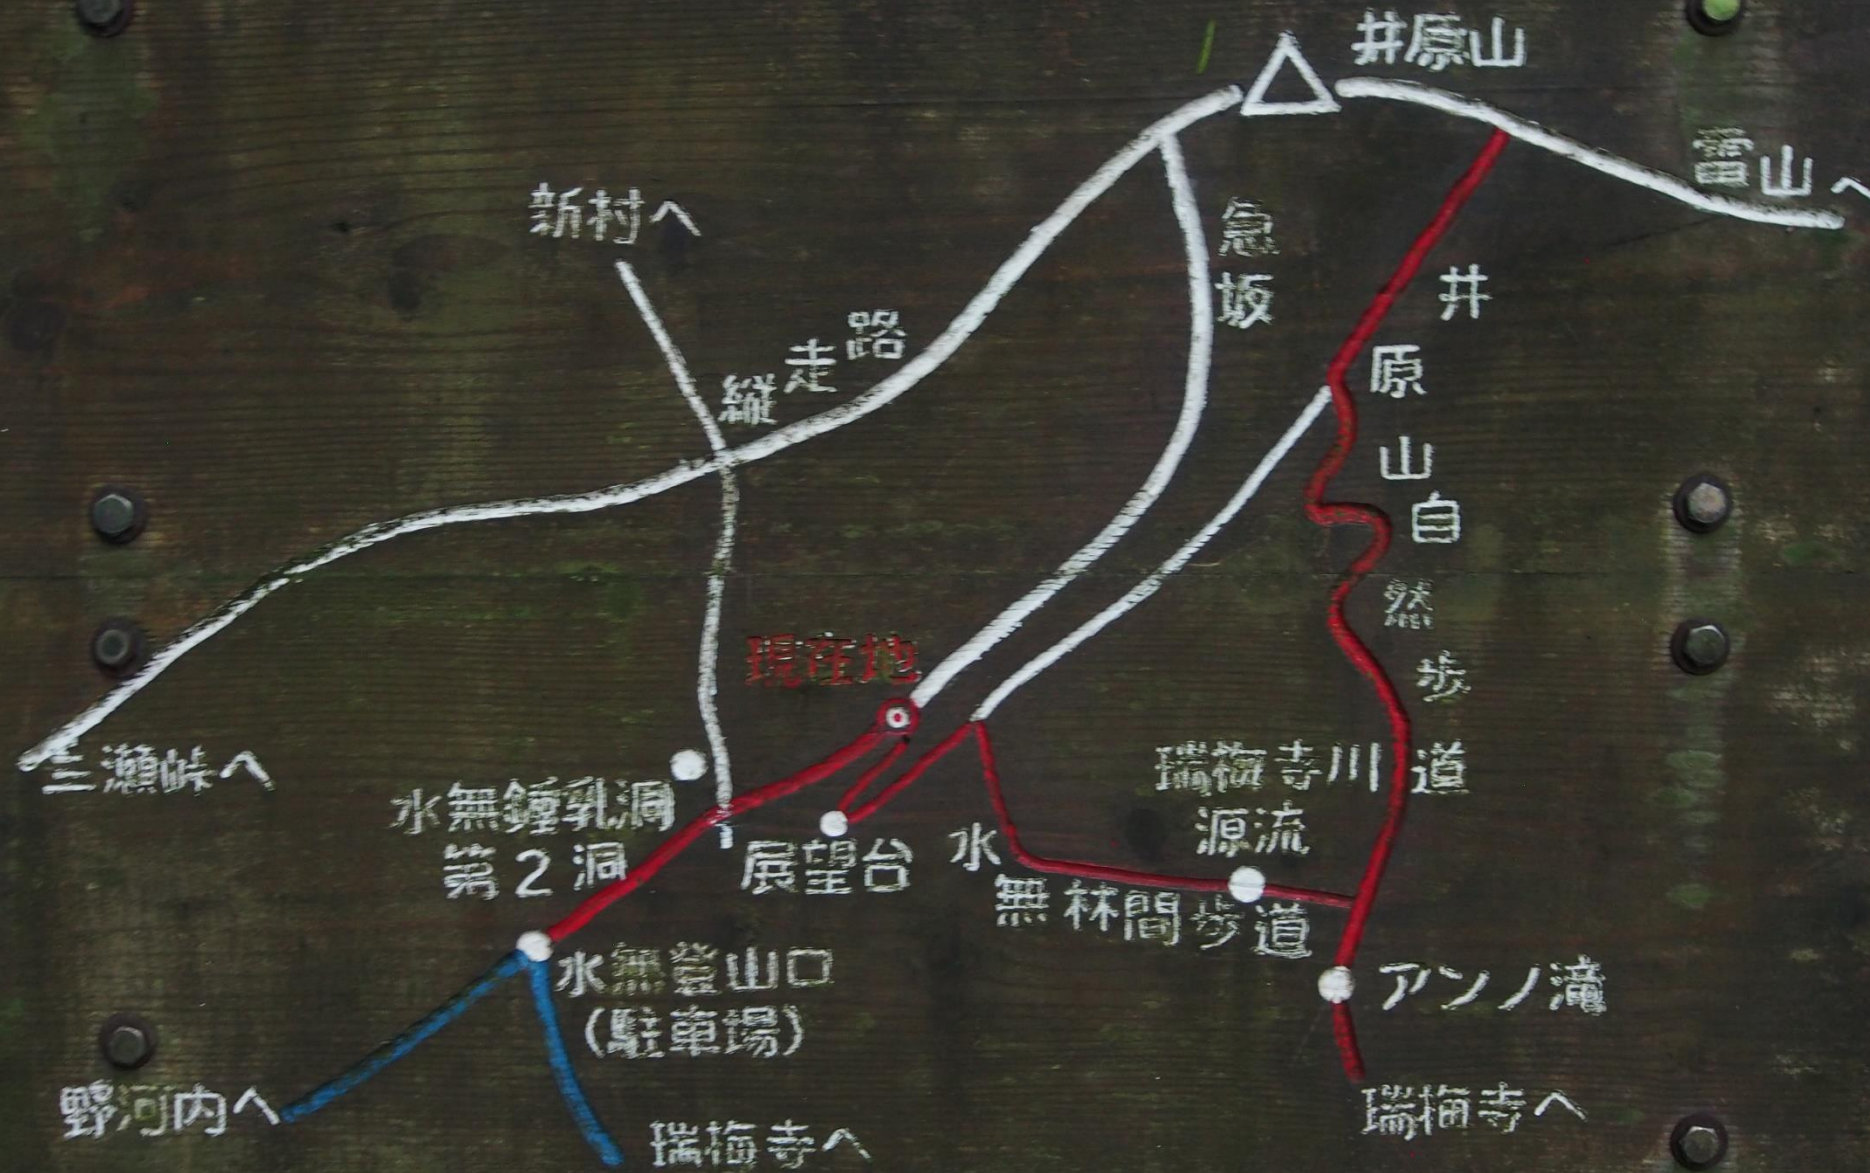 井原山
雷山へ
新村へ
急坂
縦走路
井原山自然歩道
現在地
三瀬峠へ
水無鍾乳洞
第2洞
展望台
瑞梅寺川
源流
水無林間歩道
水無登山口
(駐車場)
アンノ滝
野河内へ
瑞梅寺へ
瑞梅寺へ